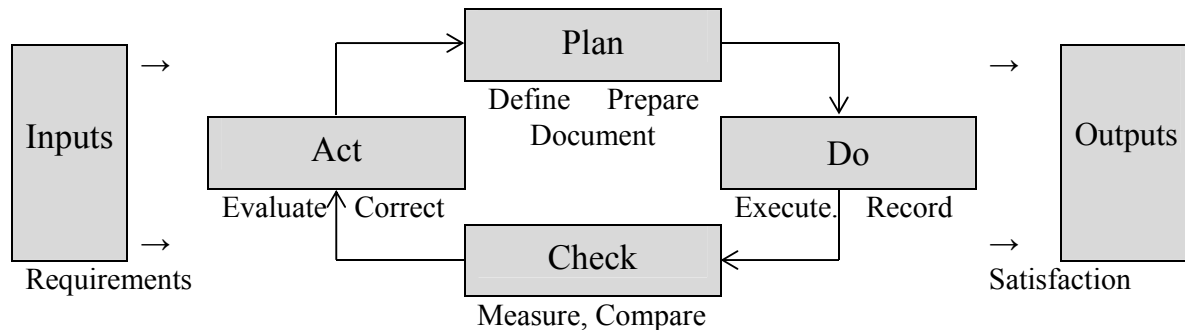 Plan
→ →
Define Prepare
Inputs Document Outputs
Act Do
Evaluate Correct Execute. Record
→ Check →
Requirements Satisfaction
Measure, Compare